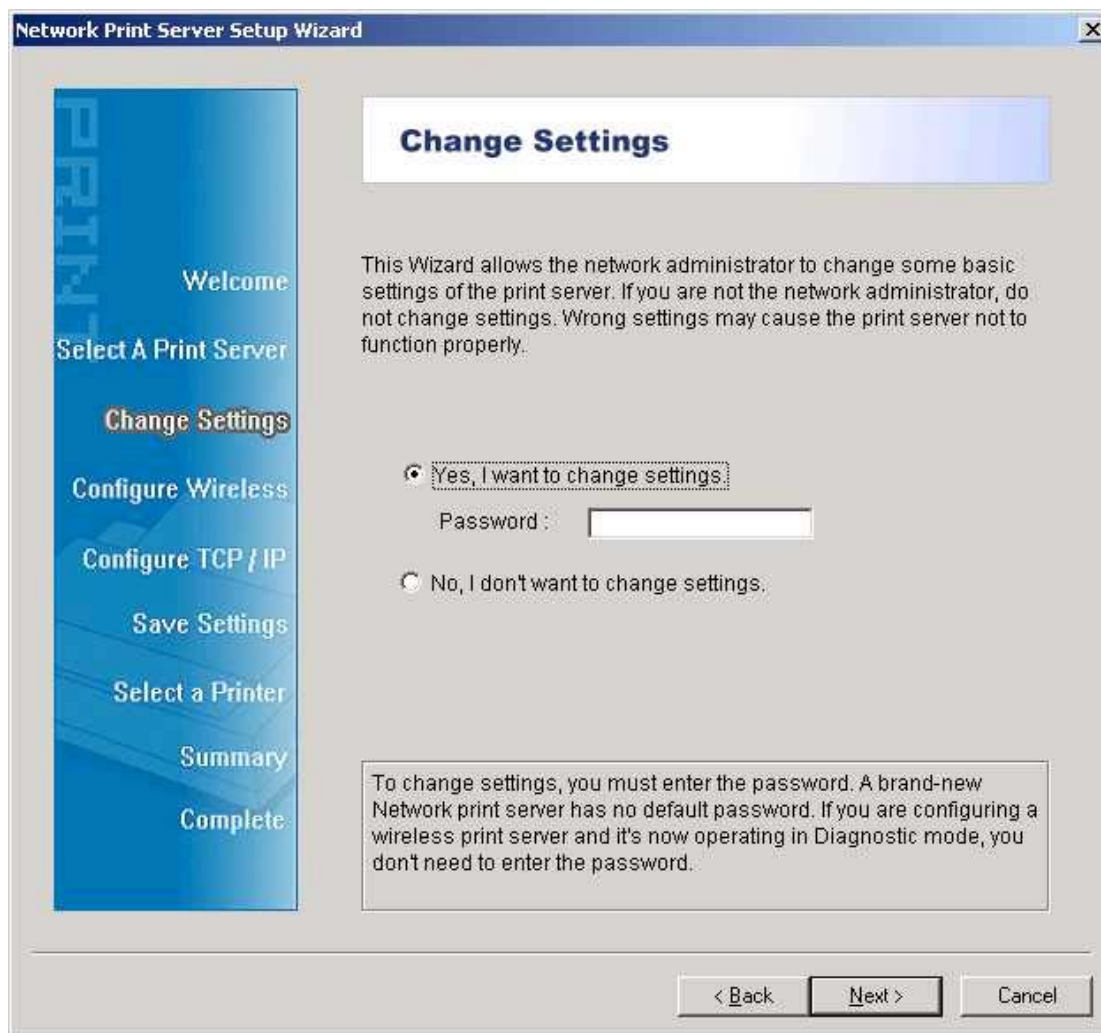 Network Print Server Setup Wizard
PRINT
Welcome
Select A Print Server
Change Settings
Configure Wireless
Configure TCP / IP
Save Settings
Select a Printer
Summary
Complete
Change Settings
This Wizard allows the network administrator to change some basic
settings of the print server. If you are not the network administrator, do
not change settings. Wrong settings may cause the print server not to
function properly.
Yes, I want to change settings.
Password :
No, I don't want to change settings.
To change settings, you must enter the password. A brand-new
Network print server has no default password. If you are configuring a
wireless print server and it's now operating in Diagnostic mode, you
don't need to enter the password.
< Back
Next >
Cancel